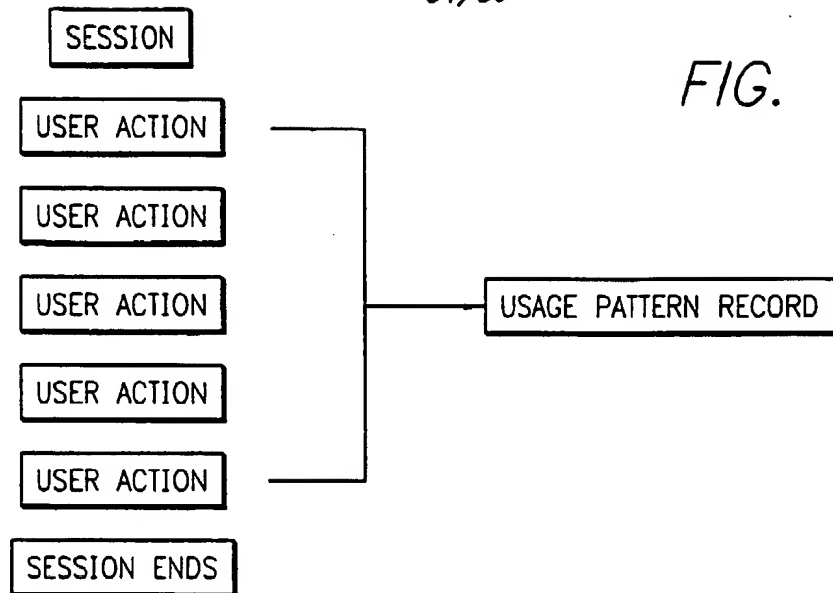 SESSION
FIG.
USER ACTION
USER ACTION
USER ACTION
USAGE PATTERN RECORD
USER ACTION
USER ACTION
SESSION ENDS